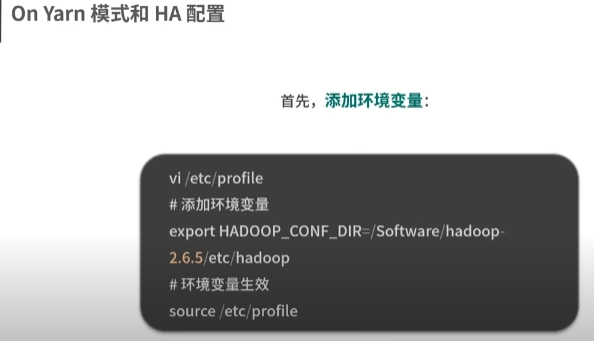 On Yarn 模式和 HA 配置
首先，添加环境变量：
vi /etc/profile
# 添加环境变量
export HADOOP_CONF_DIR=/Software/hadoop-
2.6.5/etc/hadoop
# 环境变量生效
source /etc/profile